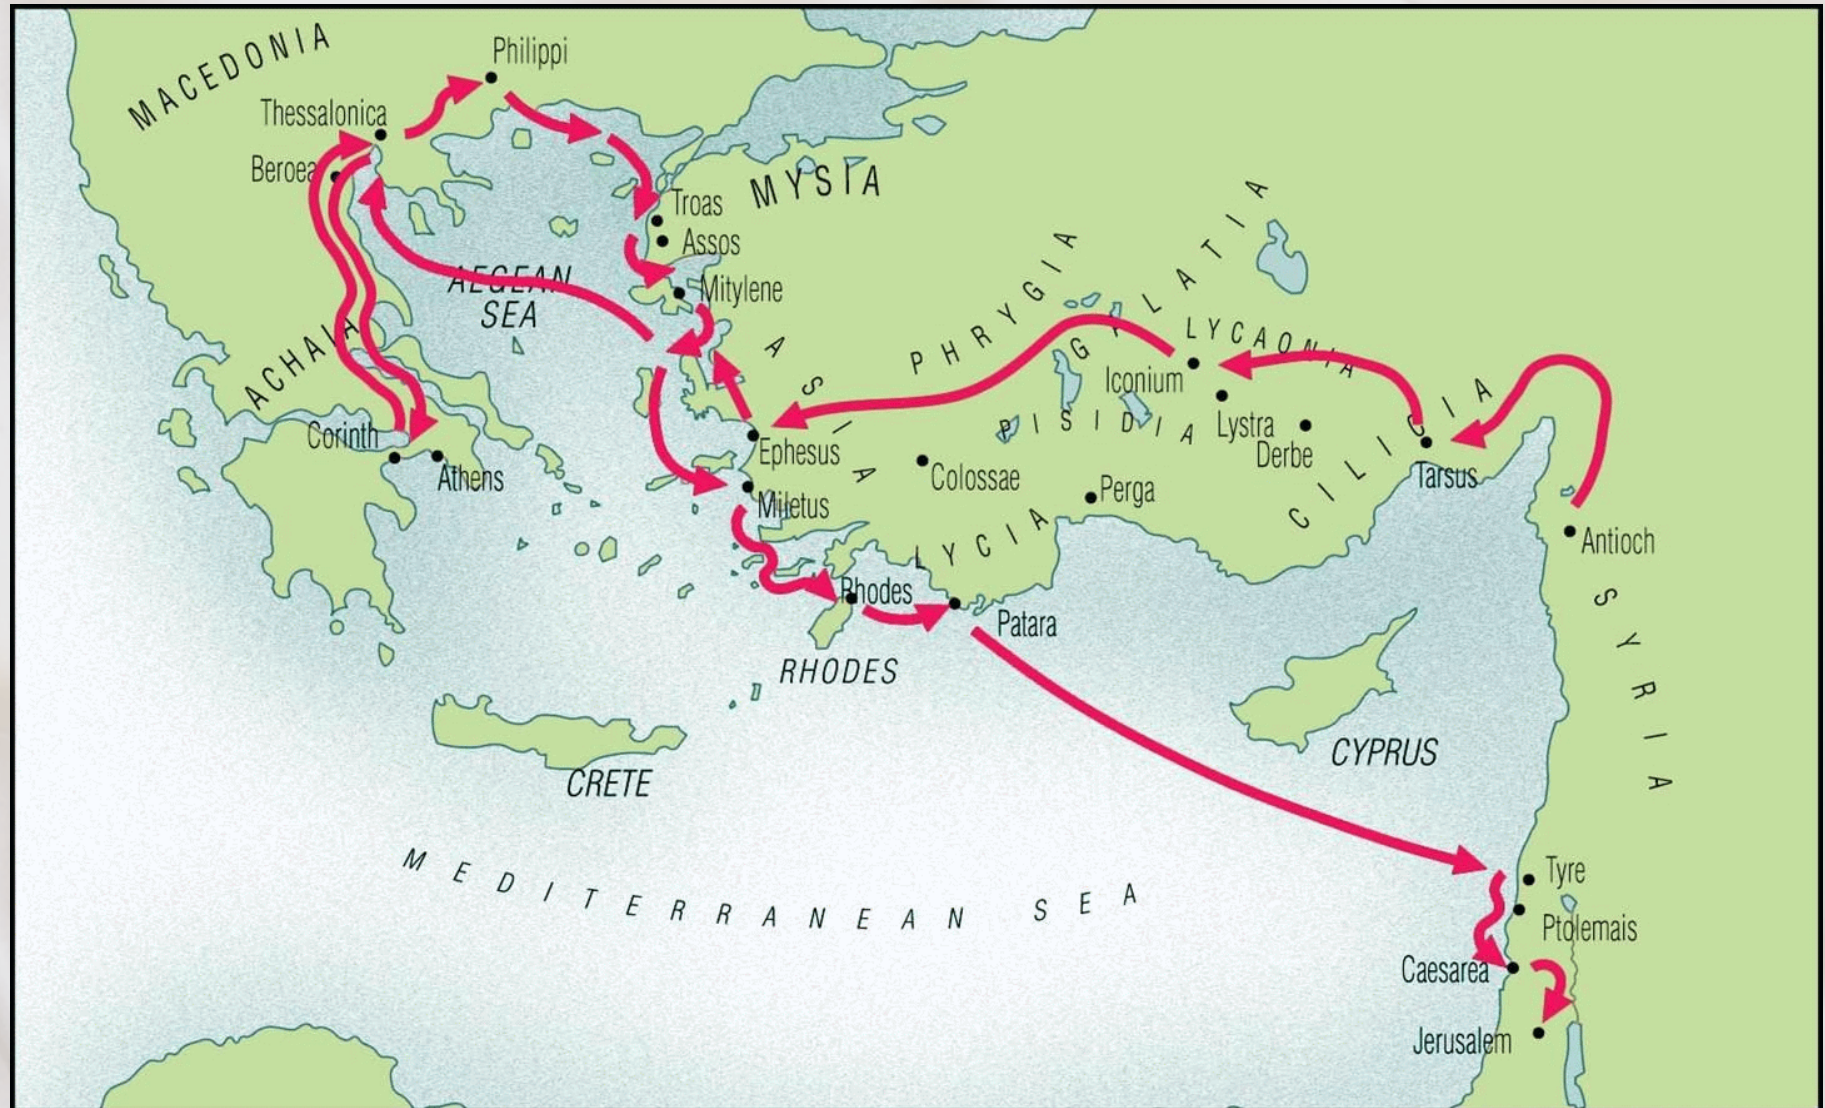 MACEDONIA
Philippi
Thessalonica
Beroea
MYSIA
Troas
Assos
AEGEAN
SEA
Mitylene
ACHAIA
ASIA
PHRYGIA
GALATIA
LYCAONIA
Iconium
Lystra
Derbe
PISIDIA
CILICIA
Tarsus
Corinth
Athens
Ephesus
Colossae
Perga
Miletus
LYCIA
Antioch
SYRIA
Rhodes
Patara
RHODES
CRETE
CYPRUS
MEDITERRANEAN SEA
Tyre
Ptolemais
Caesarea
Jerusalem